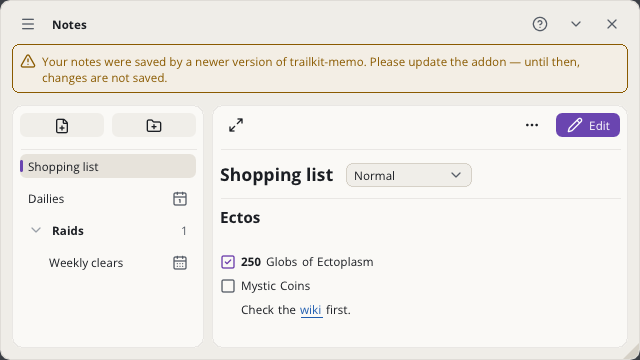 Notes
Your notes were saved by a newer version of trailkit-memo. Please update the addon — until then,
changes are not saved.
Edit
Shopping list
Dailies
Raids 1
Weekly clears
Shopping list Normal
Ectos
250 Globs of Ectoplasm
Mystic Coins
Check the wiki first.